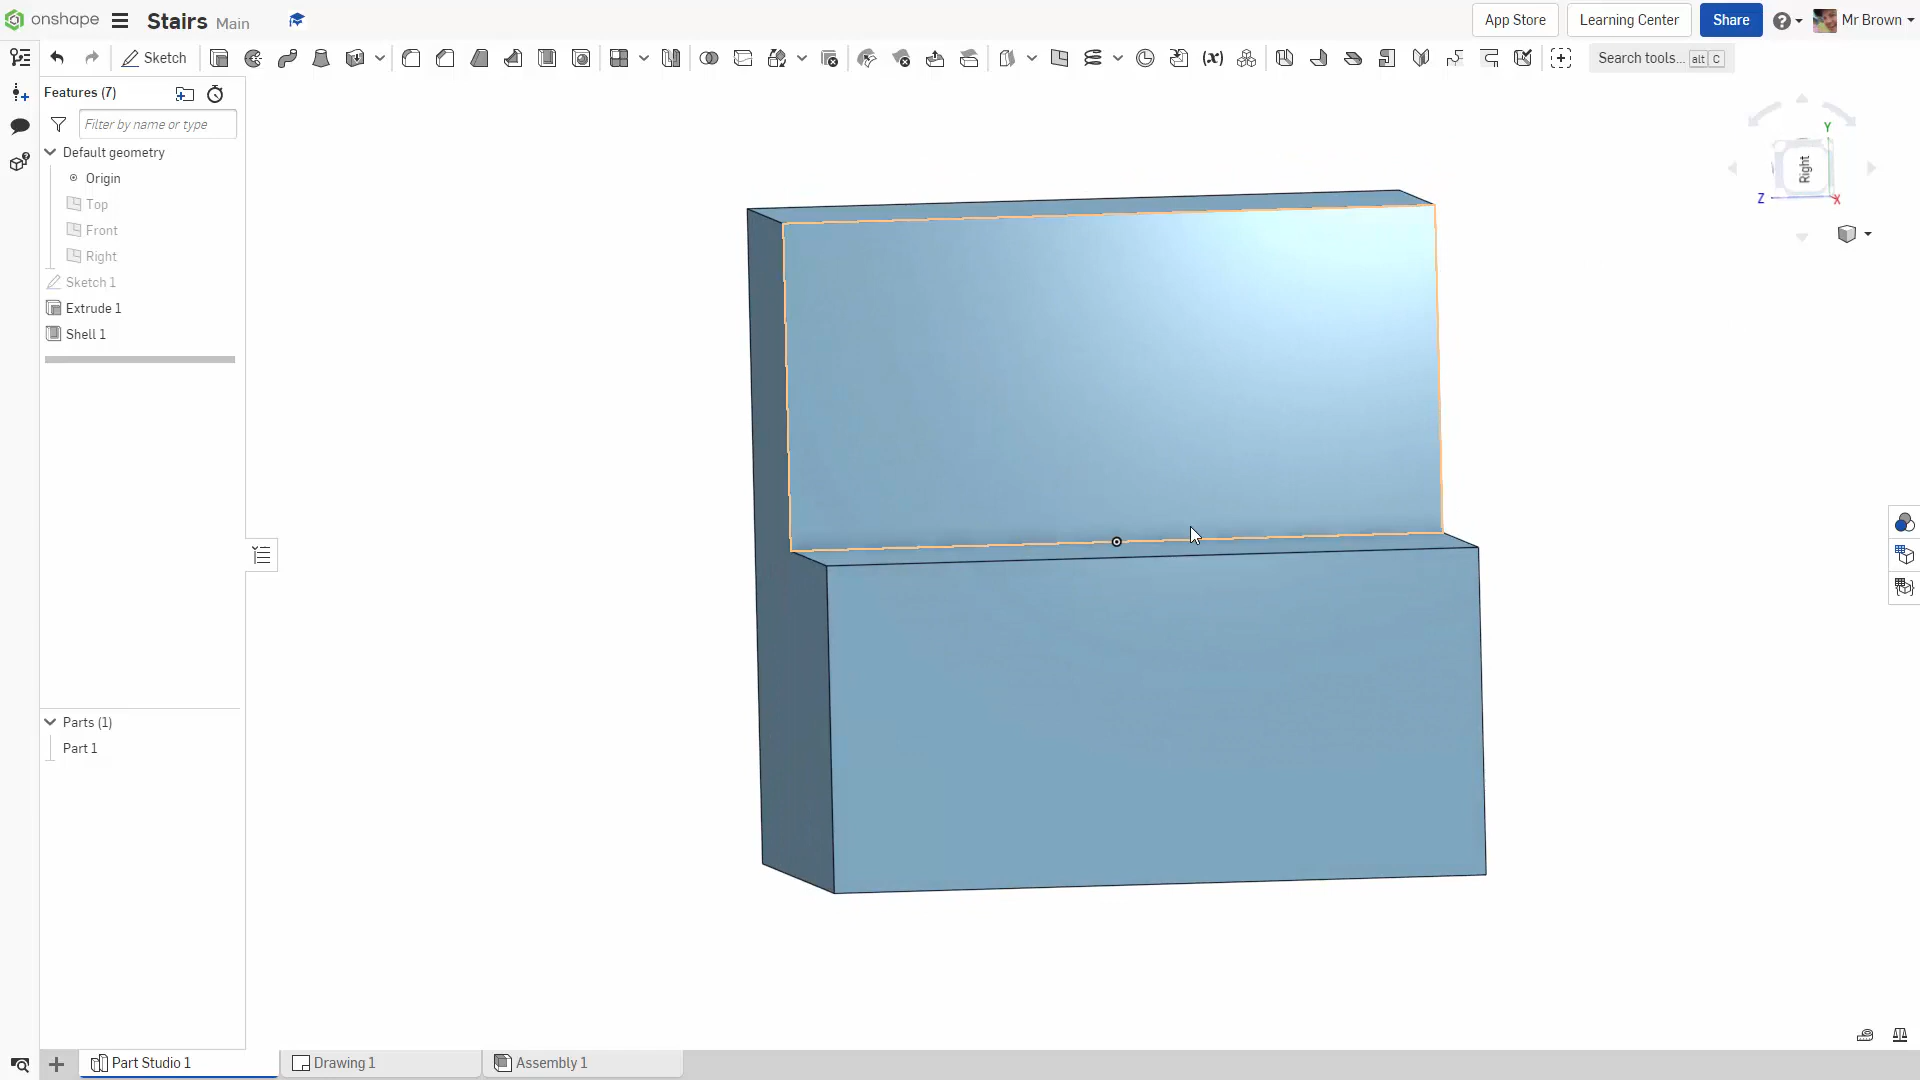 onshape Stairs Main App Store Learning Center Share Mr Brown
Sketch Search tools... alt C
Features (7)
Filter by name or type
Default geometry
Origin
Top
Front
Right
Sketch 1
Extrude 1
Shell 1
Y
Right
Z X
Parts (1)
Part 1
Part Studio 1 Drawing 1 Assembly 1